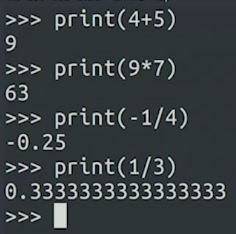 >>> print(4+5)
9
>>> print(9*7)
63
>>> print(-1/4)
-0.25
>>> print(1/3)
0.3333333333333333
>>>